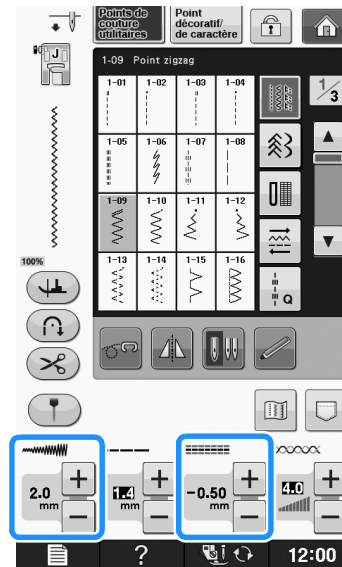 Points de
couture
utilitaires
Point
décoratif/
de caractère
J
1-09 Point zigzag
1/3
1-01 1-02 1-03 1-04
1-05 1-06 1-07 1-08
1-09 1-10 1-11 1-12
1-13 1-14 1-15 1-16
100%
Q
2.0 mm + −
1.4 mm + −
-0.50 mm + −
4.0 + −
? 12:00